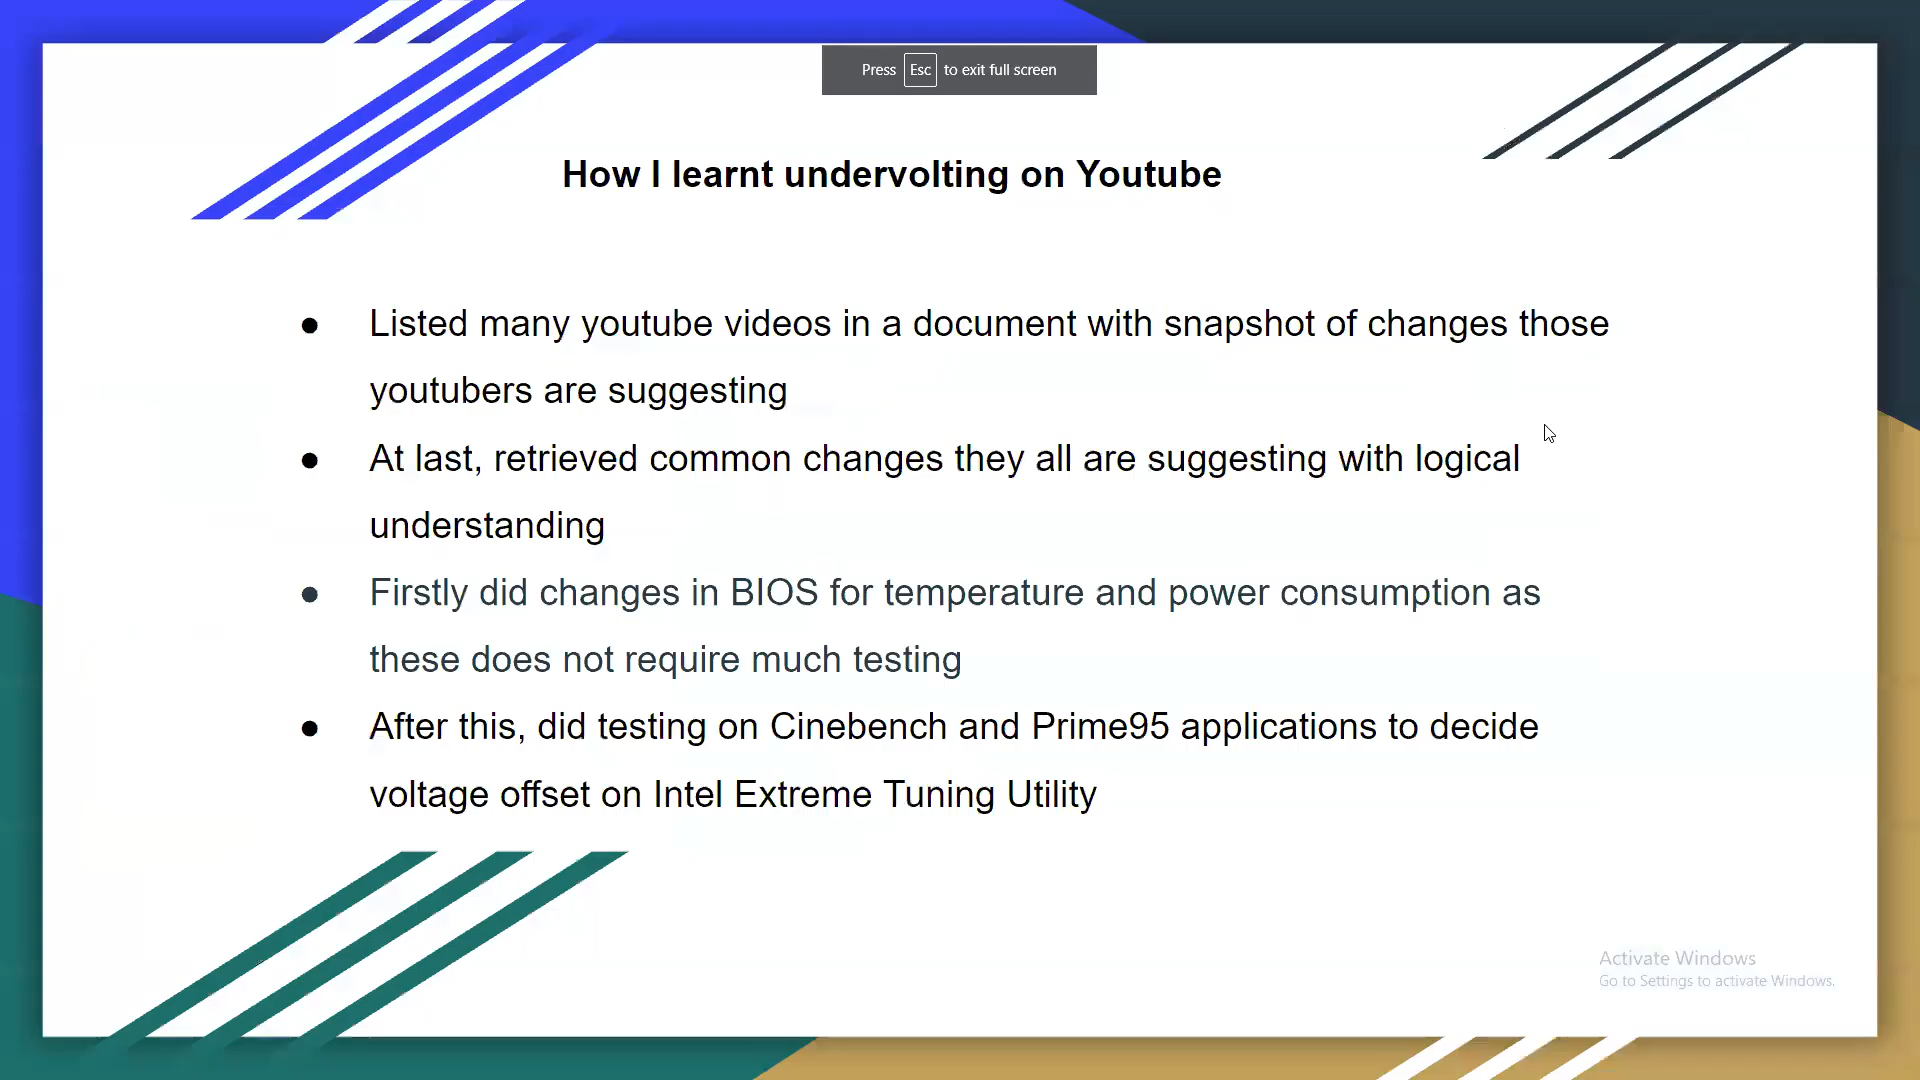 Press Esc to exit full screen
How I learnt undervolting on Youtube
● Listed many youtube videos in a document with snapshot of changes those
youtubers are suggesting
● At last, retrieved common changes they all are suggesting with logical
understanding
● Firstly did changes in BIOS for temperature and power consumption as
these does not require much testing
● After this, did testing on Cinebench and Prime95 applications to decide
voltage offset on Intel Extreme Tuning Utility
Activate Windows
Go to Settings to activate Windows.